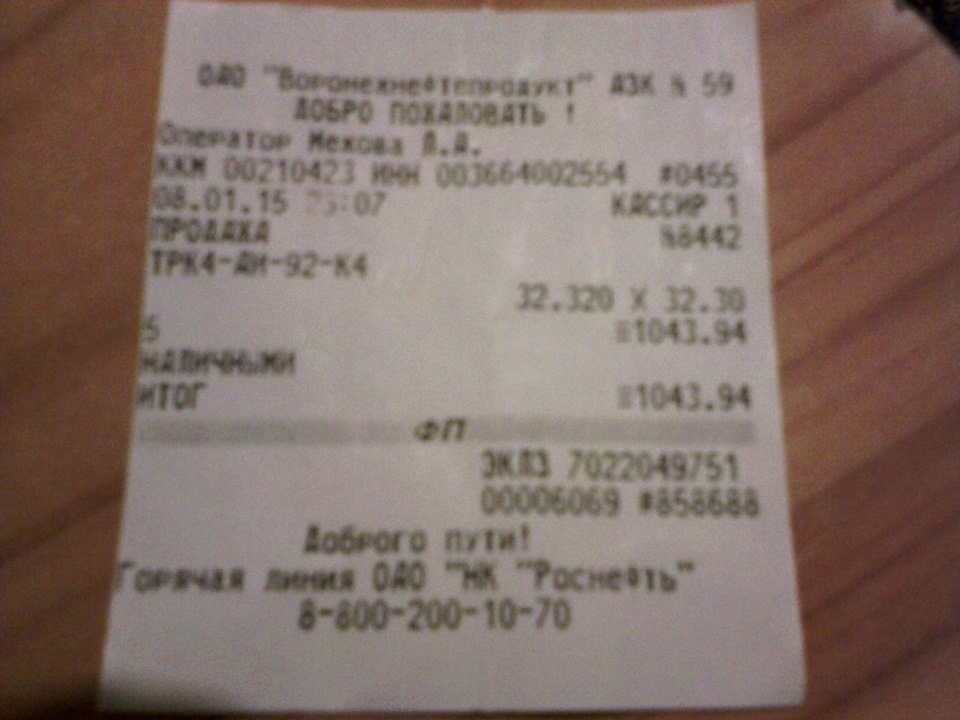 ОАО "Воронежнефтепродукт" АЗК № 59
ДОБРО ПОЖАЛОВАТЬ !
Оператор Мехова Л.А.
ККМ 00210423 ИНН 003664002554 #0455
08.01.15 КАССИР 1
ПРОДАЖА №8442
ТРК4-АИ-92-К4
32.320 X 32.30
5 ≡1043.94
НАЛИЧНЫМИ
ИТОГ ≡1043.94
ФП
ЭКЛЗ 7022049751
00006069 #858688
Доброго пути!
Горячая линия ОАО "НК "Роснефть"
8-800-200-10-70